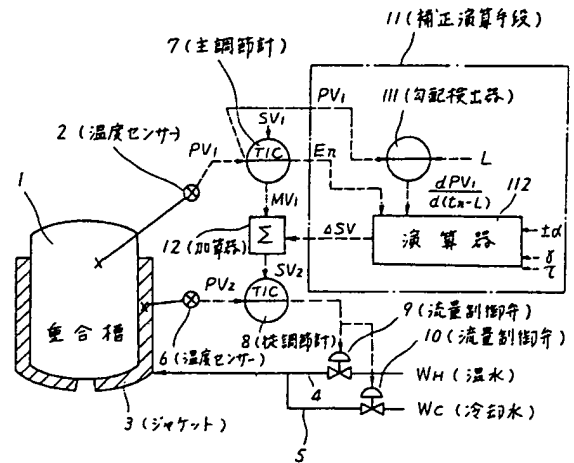 11(補正演算手段)
7(主調節計)
PV1
111(勾配検出器)
SV1
2(温度センサー)
PV1
TIC
En
L
1
MV1
dPV1
d(tn-L)
112
12(加算器)
Σ
ΔSV
演算器
±α
γ
τ
SV2
PV2
TIC
9(流量制御弁)
重合槽
8(従調節計)
10(流量制御弁)
6(温度センサー)
4
WH(温水)
WC(冷却水)
3(ジャケット)
5